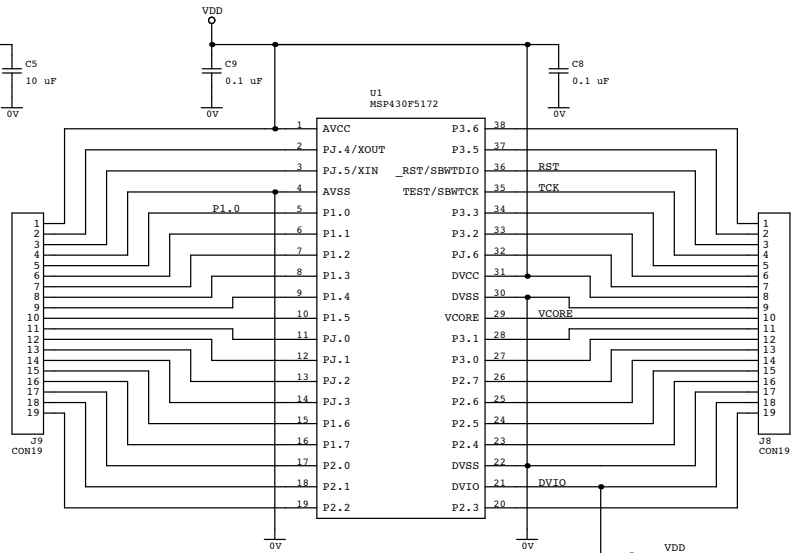 VDD
C5
10 uF
0V
C9
0.1 uF
0V
C8
0.1 uF
0V
U1
MSP430F5172
1 AVCC P3.6 38
2 PJ.4/XOUT P3.5 37
3 PJ.5/XIN _RST/SBWTDIO 36 RST
4 AVSS TEST/SBWTCK 35 TCK
P1.0 5 P1.0 P3.3 34
6 P1.1 P3.2 33
7 P1.2 PJ.6 32
8 P1.3 DVCC 31
9 P1.4 DVSS 30
10 P1.5 VCORE 29 VCORE
11 PJ.0 P3.1 28
12 PJ.1 P3.0 27
13 PJ.2 P2.7 26
14 PJ.3 P2.6 25
15 P1.6 P2.5 24
16 P1.7 P2.4 23
17 P2.0 DVSS 22
18 P2.1 DVIO 21 DVIO
19 P2.2 P2.3 20
1
2
3
4
5
6
7
8
9
10
11
12
13
14
15
16
17
18
19
J9
CON19
1
2
3
4
5
6
7
8
9
10
11
12
13
14
15
16
17
18
19
J8
CON19
0V
0V
VDD